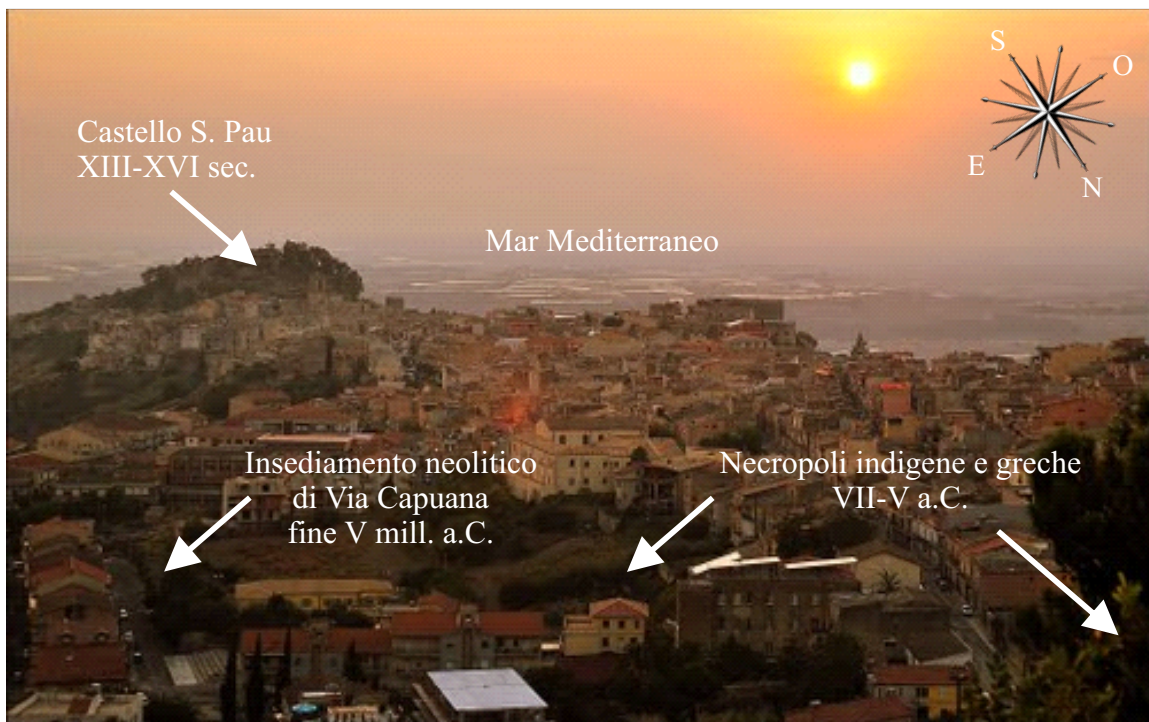 S
O
Castello S. Pau
XIII-XVI sec.
E
N
Mar Mediterraneo
Insediamento neolitico
di Via Capuana
fine V mill. a.C.
Necropoli indigene e greche
VII-V a.C.